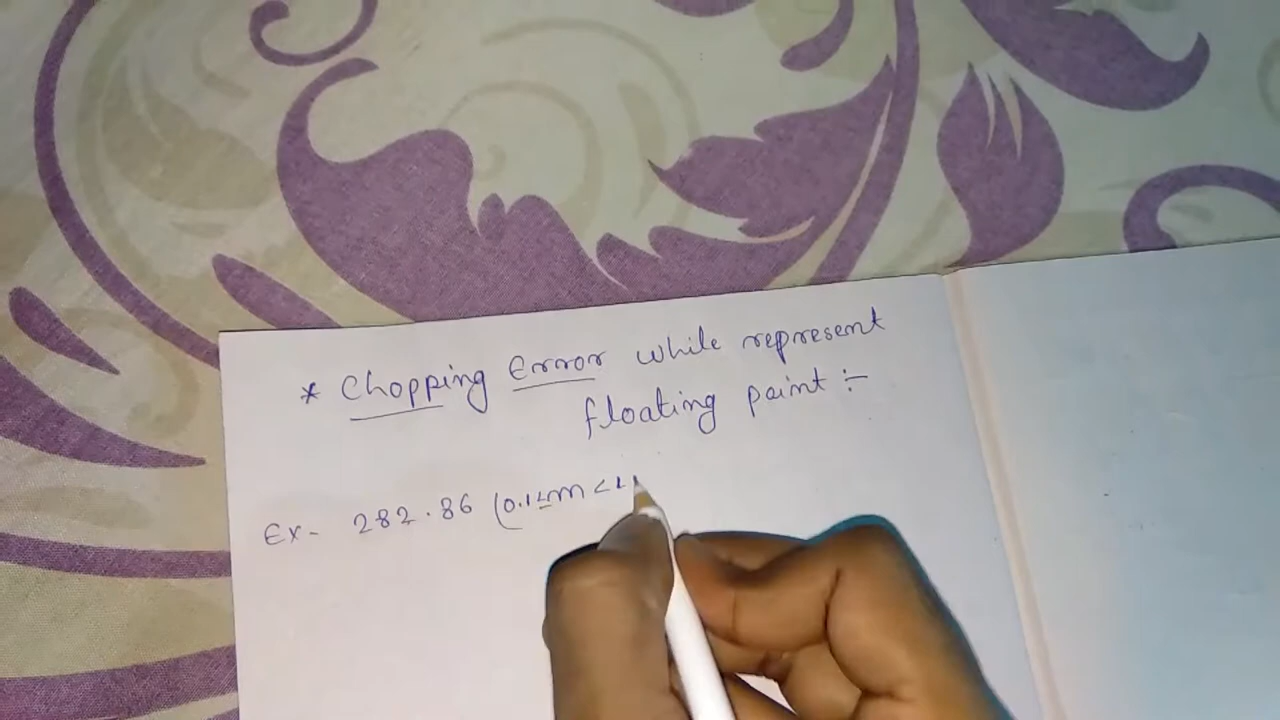 * Chopping Error while represent
floating paint :-
Ex- 282.86 (0.1≤m<1